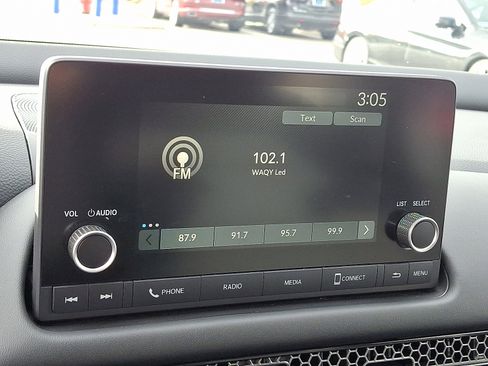 3:05
Text Scan
102.1
FM
WAQY Led
VOL AUDIO
LIST SELECT
87.9 91.7 95.7 99.9
PHONE RADIO MEDIA CONNECT MENU